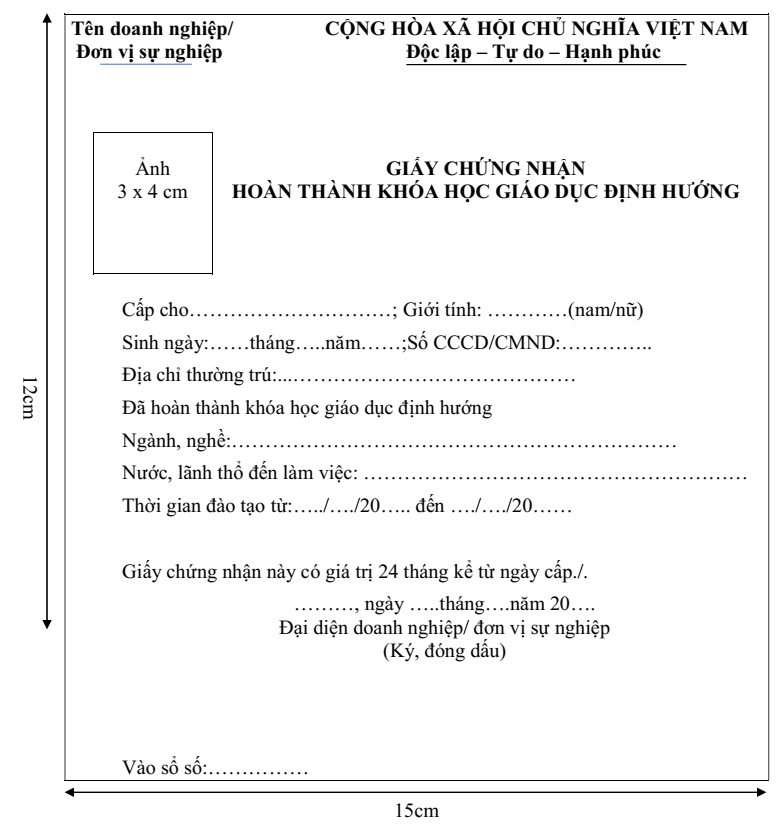 Tên doanh nghiệp/
Đơn vị sự nghiệp
CỘNG HÒA XÃ HỘI CHỦ NGHĨA VIỆT NAM
Độc lập – Tự do – Hạnh phúc
Ảnh
3 x 4 cm
GIẤY CHỨNG NHẬN
HOÀN THÀNH KHÓA HỌC GIÁO DỤC ĐỊNH HƯỚNG
Cấp cho…………………………; Giới tính: …………(nam/nữ)
Sinh ngày:……tháng…..năm……;Số CCCD/CMND:…………..
Địa chỉ thường trú:...……………………………………
Đã hoàn thành khóa học giáo dục định hướng
Ngành, nghề:…………………………………………………………
Nước, lãnh thổ đến làm việc: …………………………………………………
Thời gian đào tạo từ:…../…./20….. đến …./…./20……
Giấy chứng nhận này có giá trị 24 tháng kể từ ngày cấp./.
………, ngày …..tháng….năm 20….
Đại diện doanh nghiệp/ đơn vị sự nghiệp
(Ký, đóng dấu)
Vào sổ số:……………
12cm
15cm